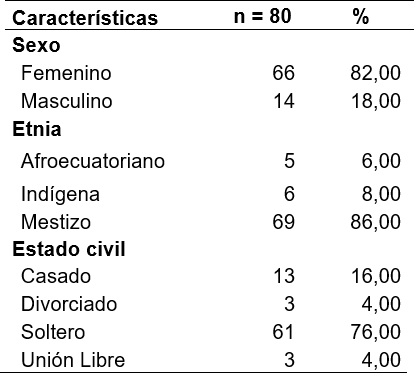 Características n = 80 %
Sexo
Femenino 66 82,00
Masculino 14 18,00
Etnia
Afroecuatoriano 5 6,00
Indígena 6 8,00
Mestizo 69 86,00
Estado civil
Casado 13 16,00
Divorciado 3 4,00
Soltero 61 76,00
Unión Libre 3 4,00